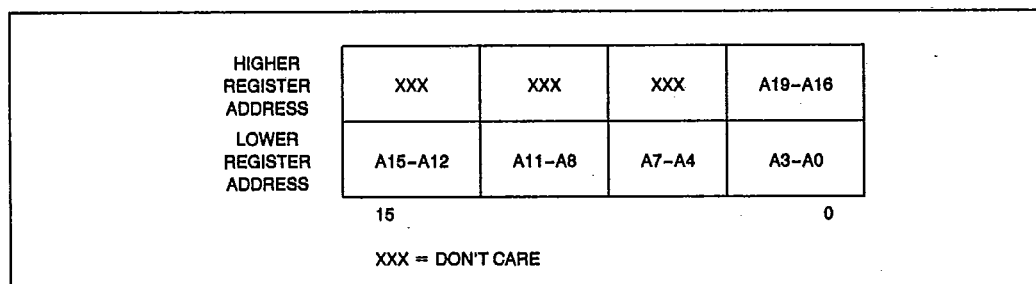 HIGHER
REGISTER
ADDRESS
XXX XXX XXX A19-A16
LOWER
REGISTER
ADDRESS
A15-A12 A11-A8 A7-A4 A3-A0
15 0
XXX = DON'T CARE